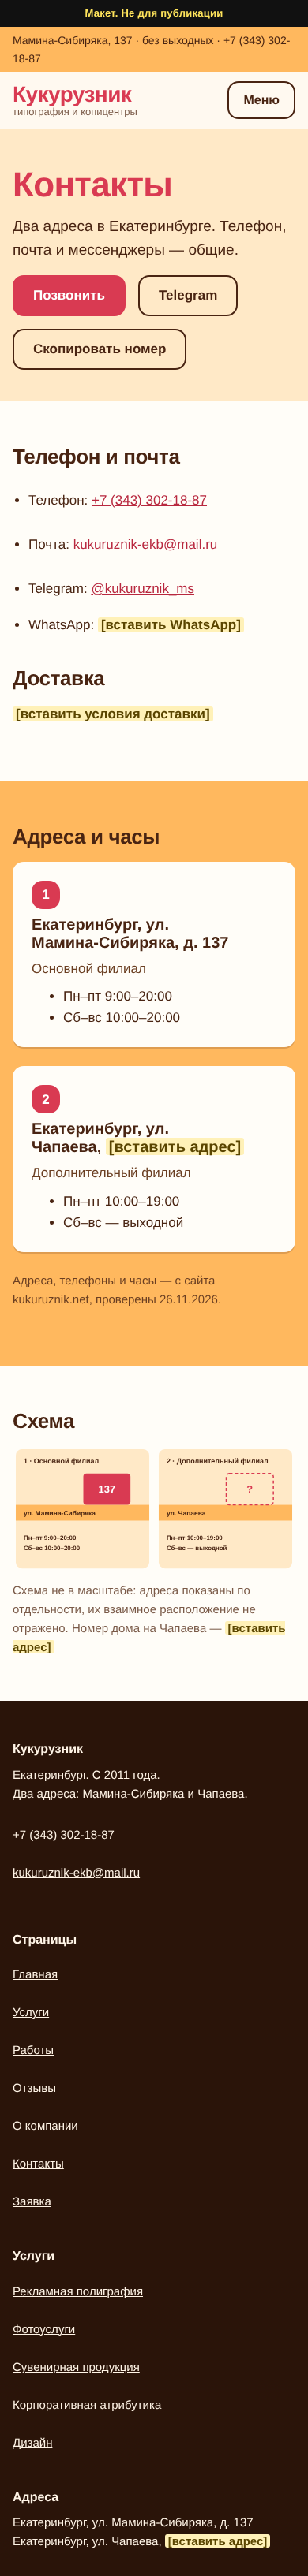 Макет. Не для публикации
Мамина-Сибиряка, 137 · без выходных · +7 (343) 302-
18-87
Кукурузник
типография и копицентры
Меню
Контакты
Два адреса в Екатеринбурге. Телефон,
почта и мессенджеры — общие.
Позвонить
Telegram
Скопировать номер
Телефон и почта
• Телефон: +7 (343) 302-18-87
• Почта: kukuruznik-ekb@mail.ru
• Telegram: @kukuruznik_ms
• WhatsApp: [вставить WhatsApp]
Доставка
[вставить условия доставки]
Адреса и часы
1
Екатеринбург, ул.
Мамина-Сибиряка, д. 137
Основной филиал
• Пн–пт 9:00–20:00
• Сб–вс 10:00–20:00
2
Екатеринбург, ул.
Чапаева, [вставить адрес]
Дополнительный филиал
• Пн–пт 10:00–19:00
• Сб–вс — выходной
Адреса, телефоны и часы — с сайта
kukuruznik.net, проверены 26.11.2026.
Схема
1 · Основной филиал
137
ул. Мамина-Сибиряка
Пн–пт 9:00–20:00
Сб–вс 10:00–20:00
2 · Дополнительный филиал
?
ул. Чапаева
Пн–пт 10:00–19:00
Сб–вс — выходной
Схема не в масштабе: адреса показаны по
отдельности, их взаимное расположение не
отражено. Номер дома на Чапаева — [вставить
адрес]
Кукурузник
Екатеринбург. С 2011 года.
Два адреса: Мамина-Сибиряка и Чапаева.
+7 (343) 302-18-87
kukuruznik-ekb@mail.ru
Страницы
Главная
Услуги
Работы
Отзывы
О компании
Контакты
Заявка
Услуги
Рекламная полиграфия
Фотоуслуги
Сувенирная продукция
Корпоративная атрибутика
Дизайн
Адреса
Екатеринбург, ул. Мамина-Сибиряка, д. 137
Екатеринбург, ул. Чапаева, [вставить адрес]